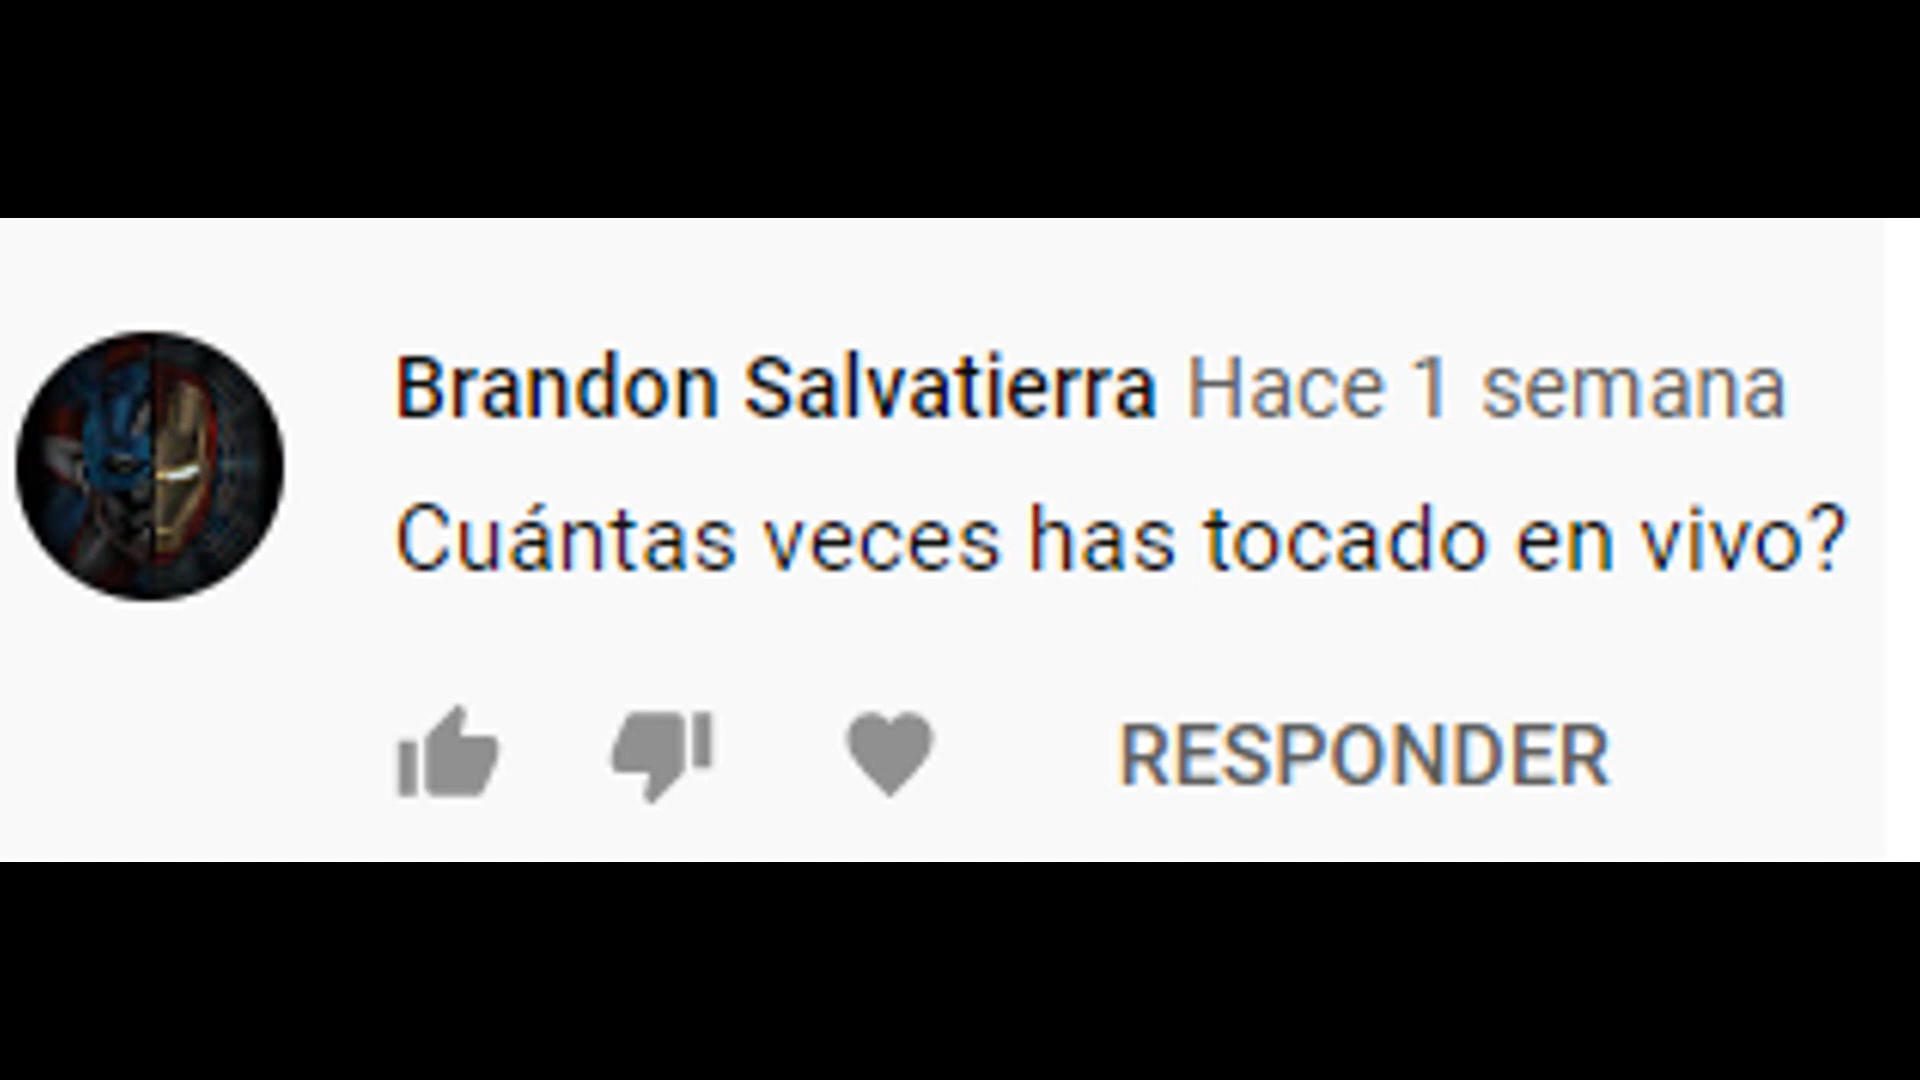 Brandon Salvatierra Hace 1 semana
Cuántas veces has tocado en vivo?
RESPONDER